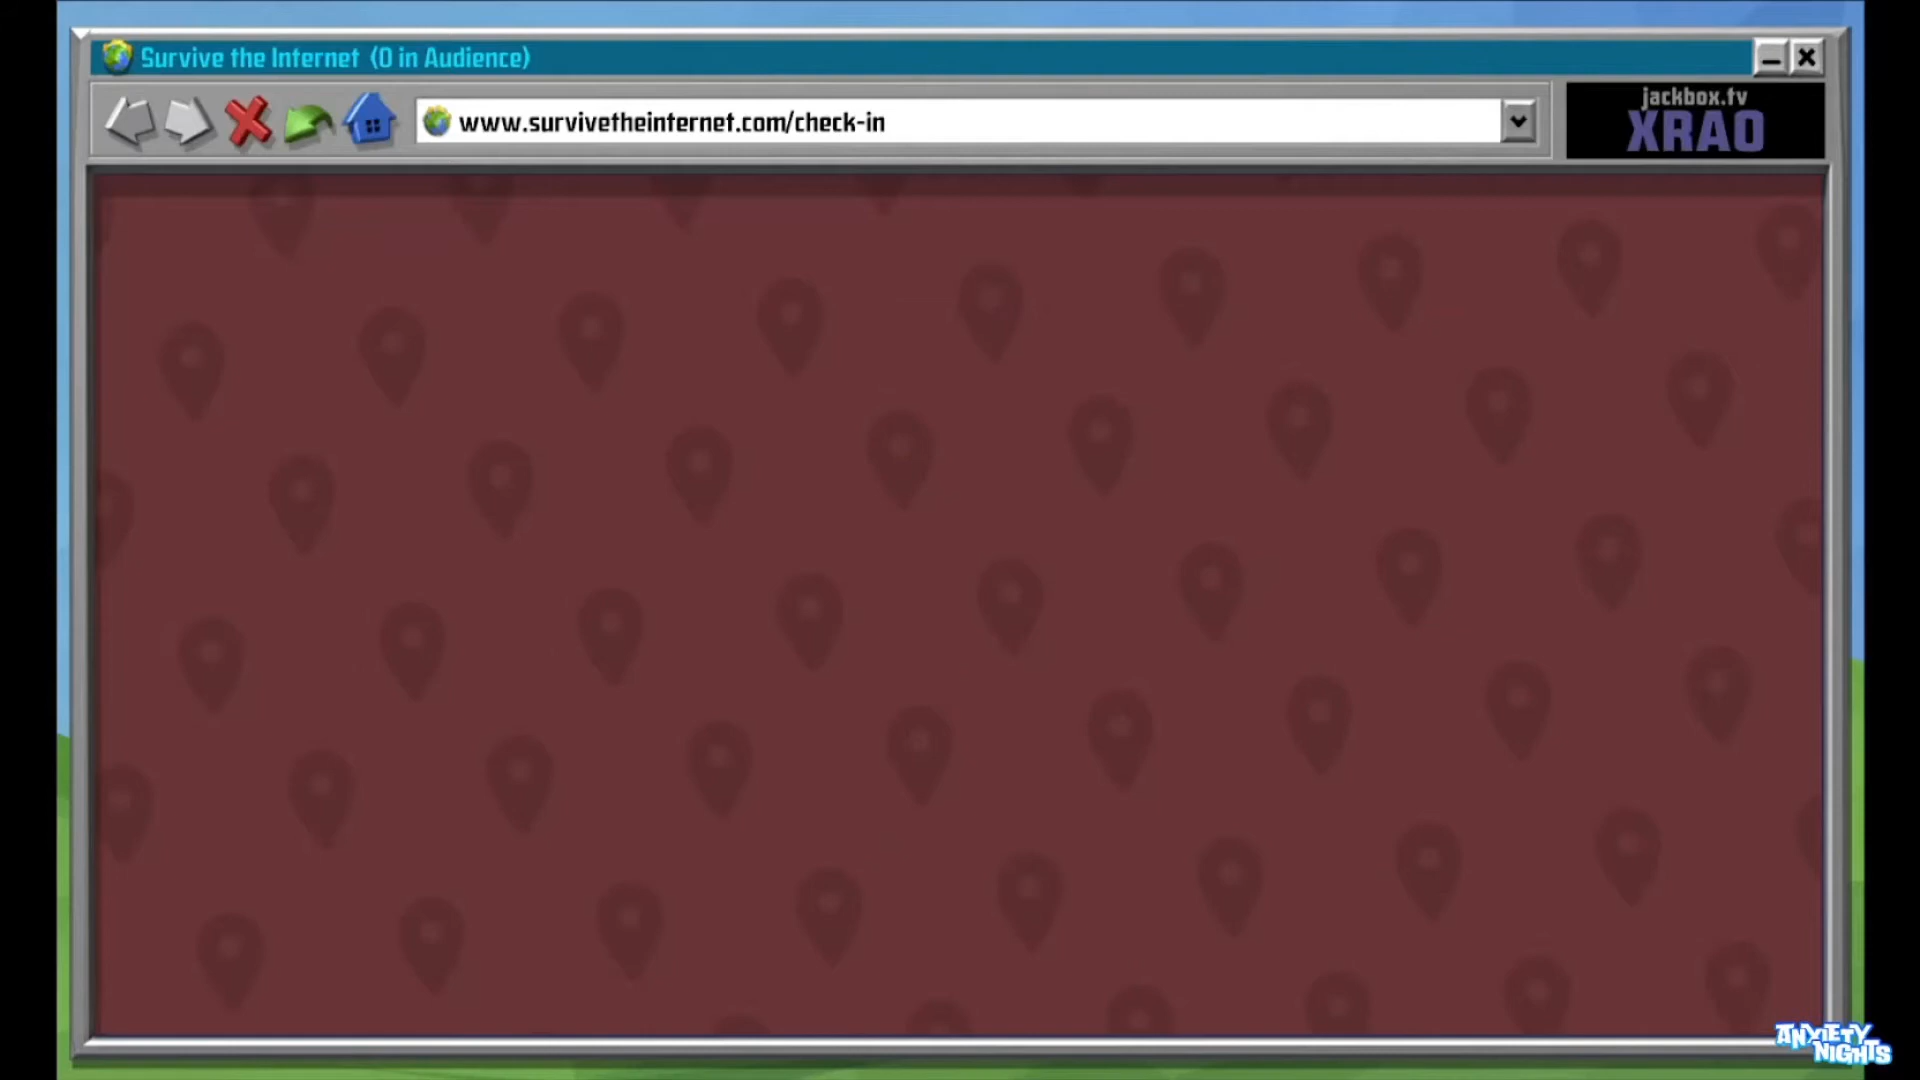 Survive the Internet (0 in Audience)
www.survivetheinternet.com/check-in
jackbox.tv
XRAO
ANXIETY
NIGHTS